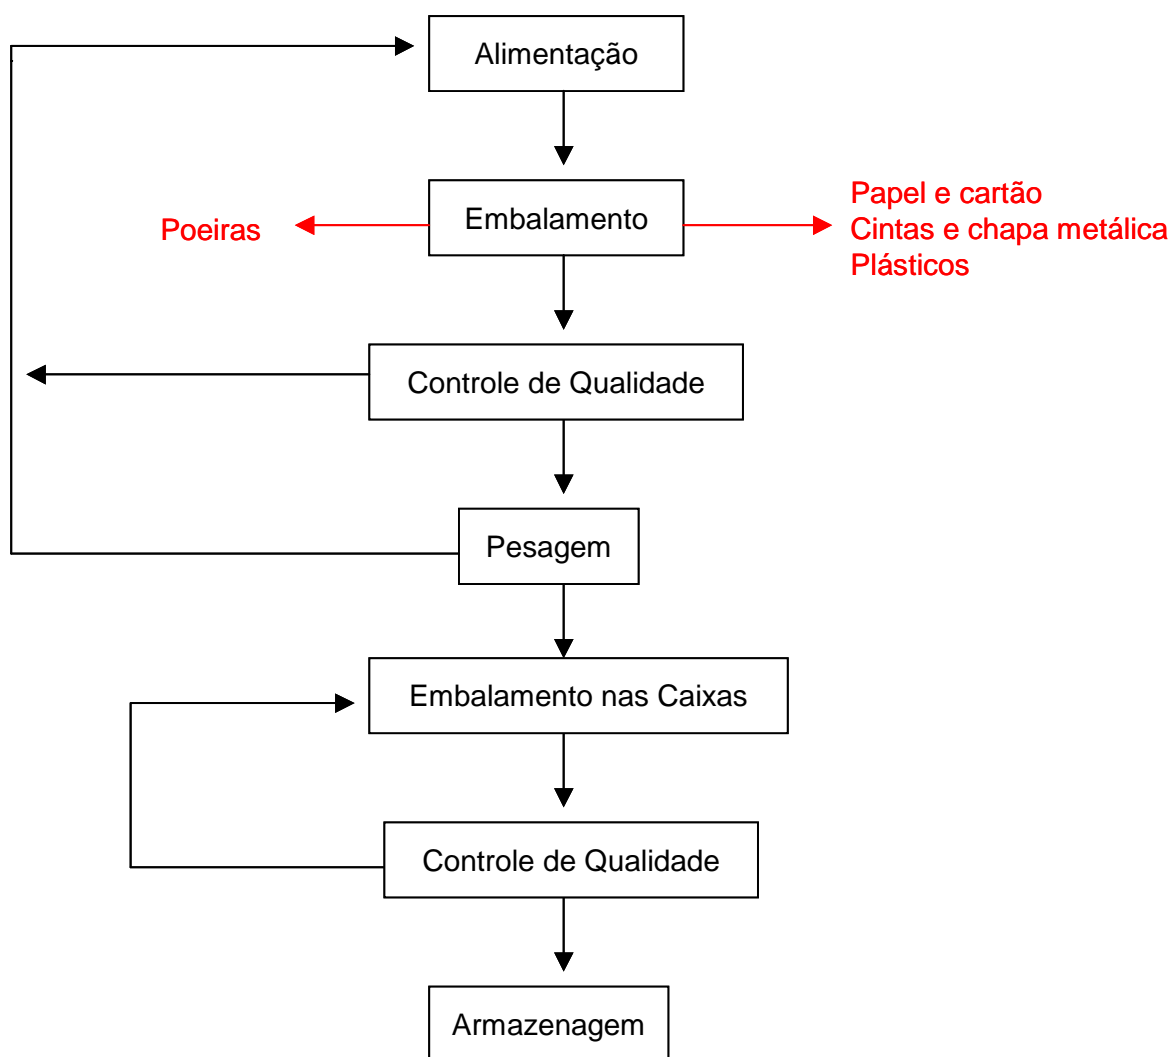 Alimentação
Poeiras
Embalamento
Papel e cartão
Cintas e chapa metálica
Plásticos
Controle de Qualidade
Pesagem
Embalamento nas Caixas
Controle de Qualidade
Armazenagem